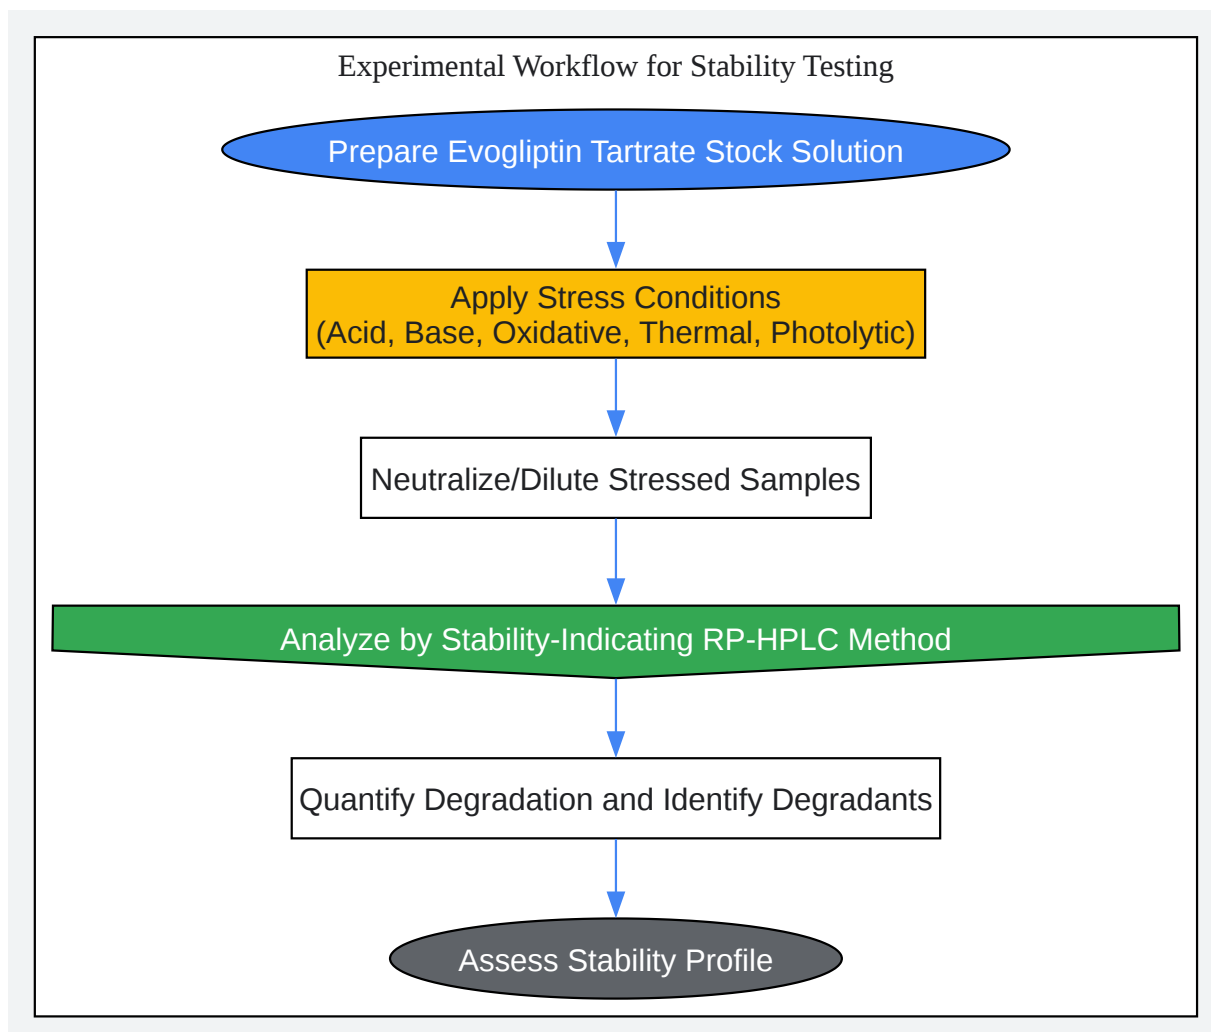 Experimental Workflow for Stability Testing
Prepare Evogliptin Tartrate Stock Solution
Apply Stress Conditions
(Acid, Base, Oxidative, Thermal, Photolytic)
Neutralize/Dilute Stressed Samples
Analyze by Stability-Indicating RP-HPLC Method
Quantify Degradation and Identify Degradants
Assess Stability Profile